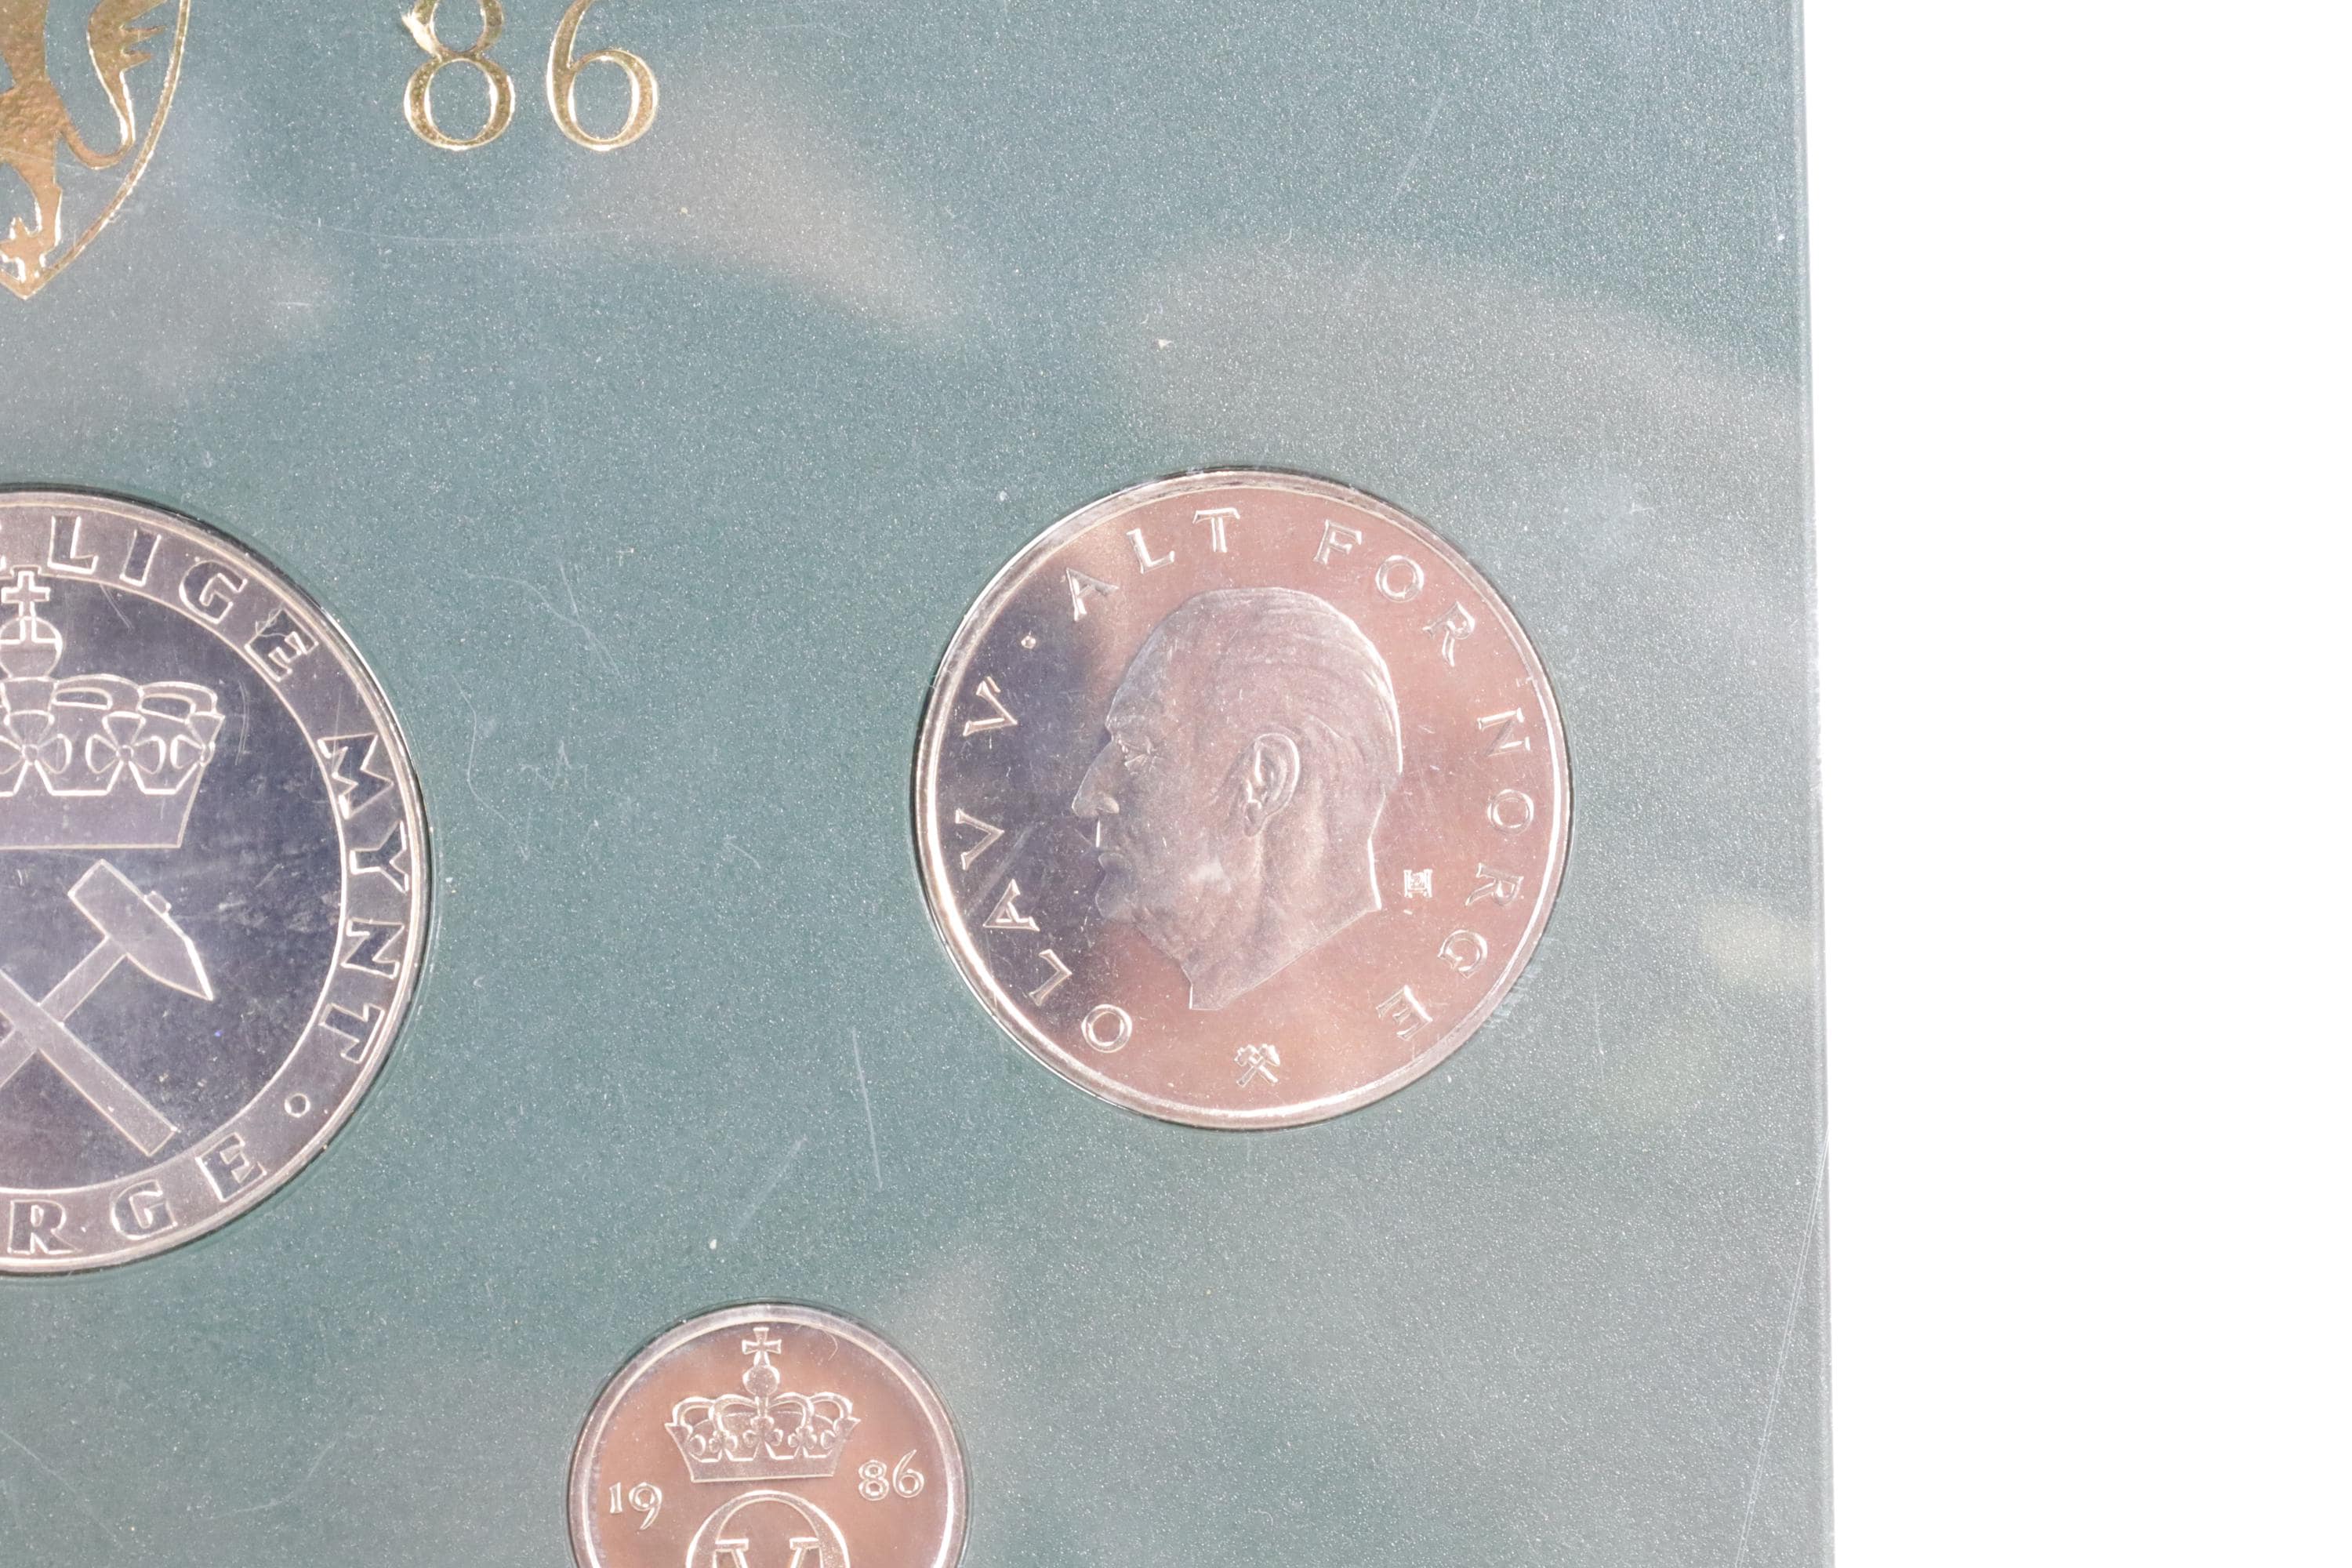 86
LIGE MYNT
RGE
OLAV V · ALT FOR NORGE
19 86
V